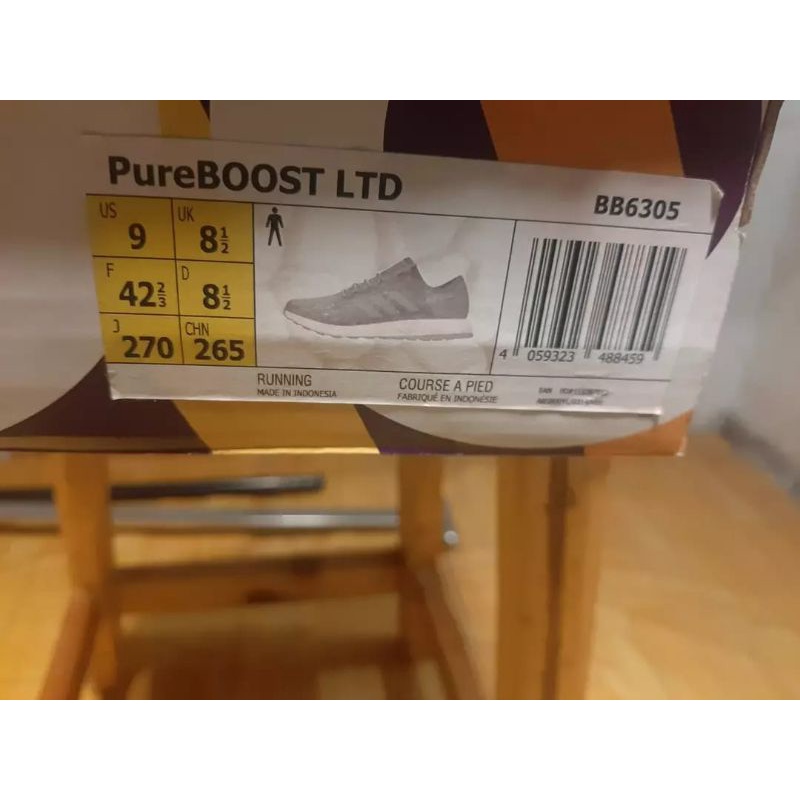 PureBOOST LTD
BB6305
US
9
UK
8½
F
42⅔
D
8½
J
270
CHN
265
4 059323 488459
RUNNING
MADE IN INDONESIA
COURSE A PIED
FABRIQUÉ EN INDONÉSIE